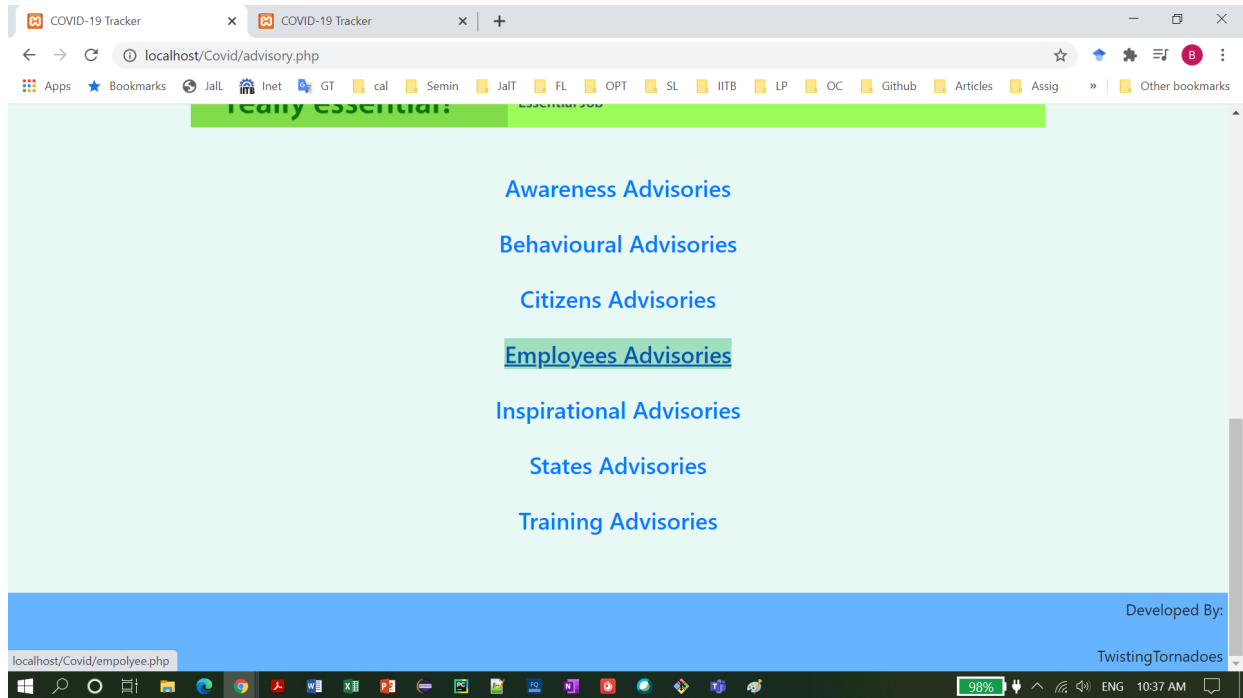 COVID-19 Tracker
COVID-19 Tracker
localhost/Covid/advisory.php
B
Apps Bookmarks JalL Inet GT cal Semin JalT FL OPT SL IITB LP OC Github Articles Assig » Other bookmarks
really essential?
Essential Job
Awareness Advisories
Behavioural Advisories
Citizens Advisories
Employees Advisories
Inspirational Advisories
States Advisories
Training Advisories
Developed By:
TwistingTornadoes
localhost/Covid/empolyee.php
98% ENG 10:37 AM